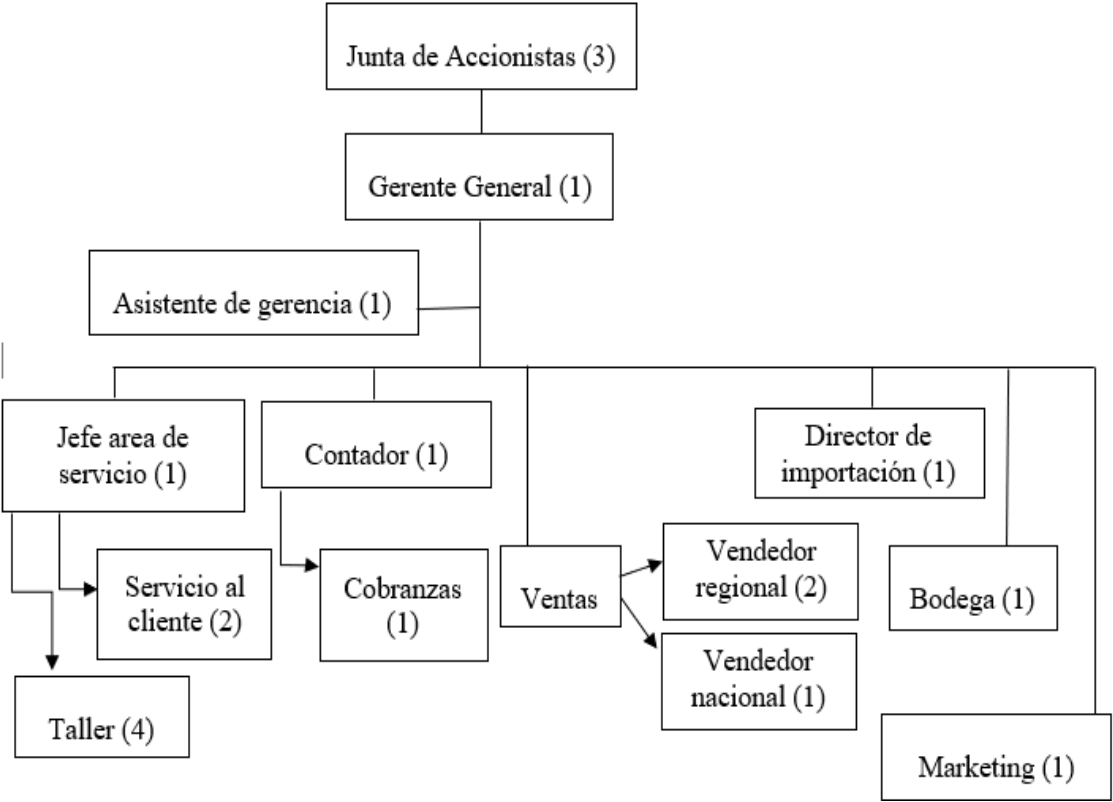 Junta de Accionistas (3)
Gerente General (1)
Asistente de gerencia (1)
Jefe area de
servicio (1)
Contador (1)
Director de
importación (1)
Servicio al
cliente (2)
Cobranzas
(1)
Ventas
Vendedor
regional (2)
Bodega (1)
Vendedor
nacional (1)
Taller (4)
Marketing (1)